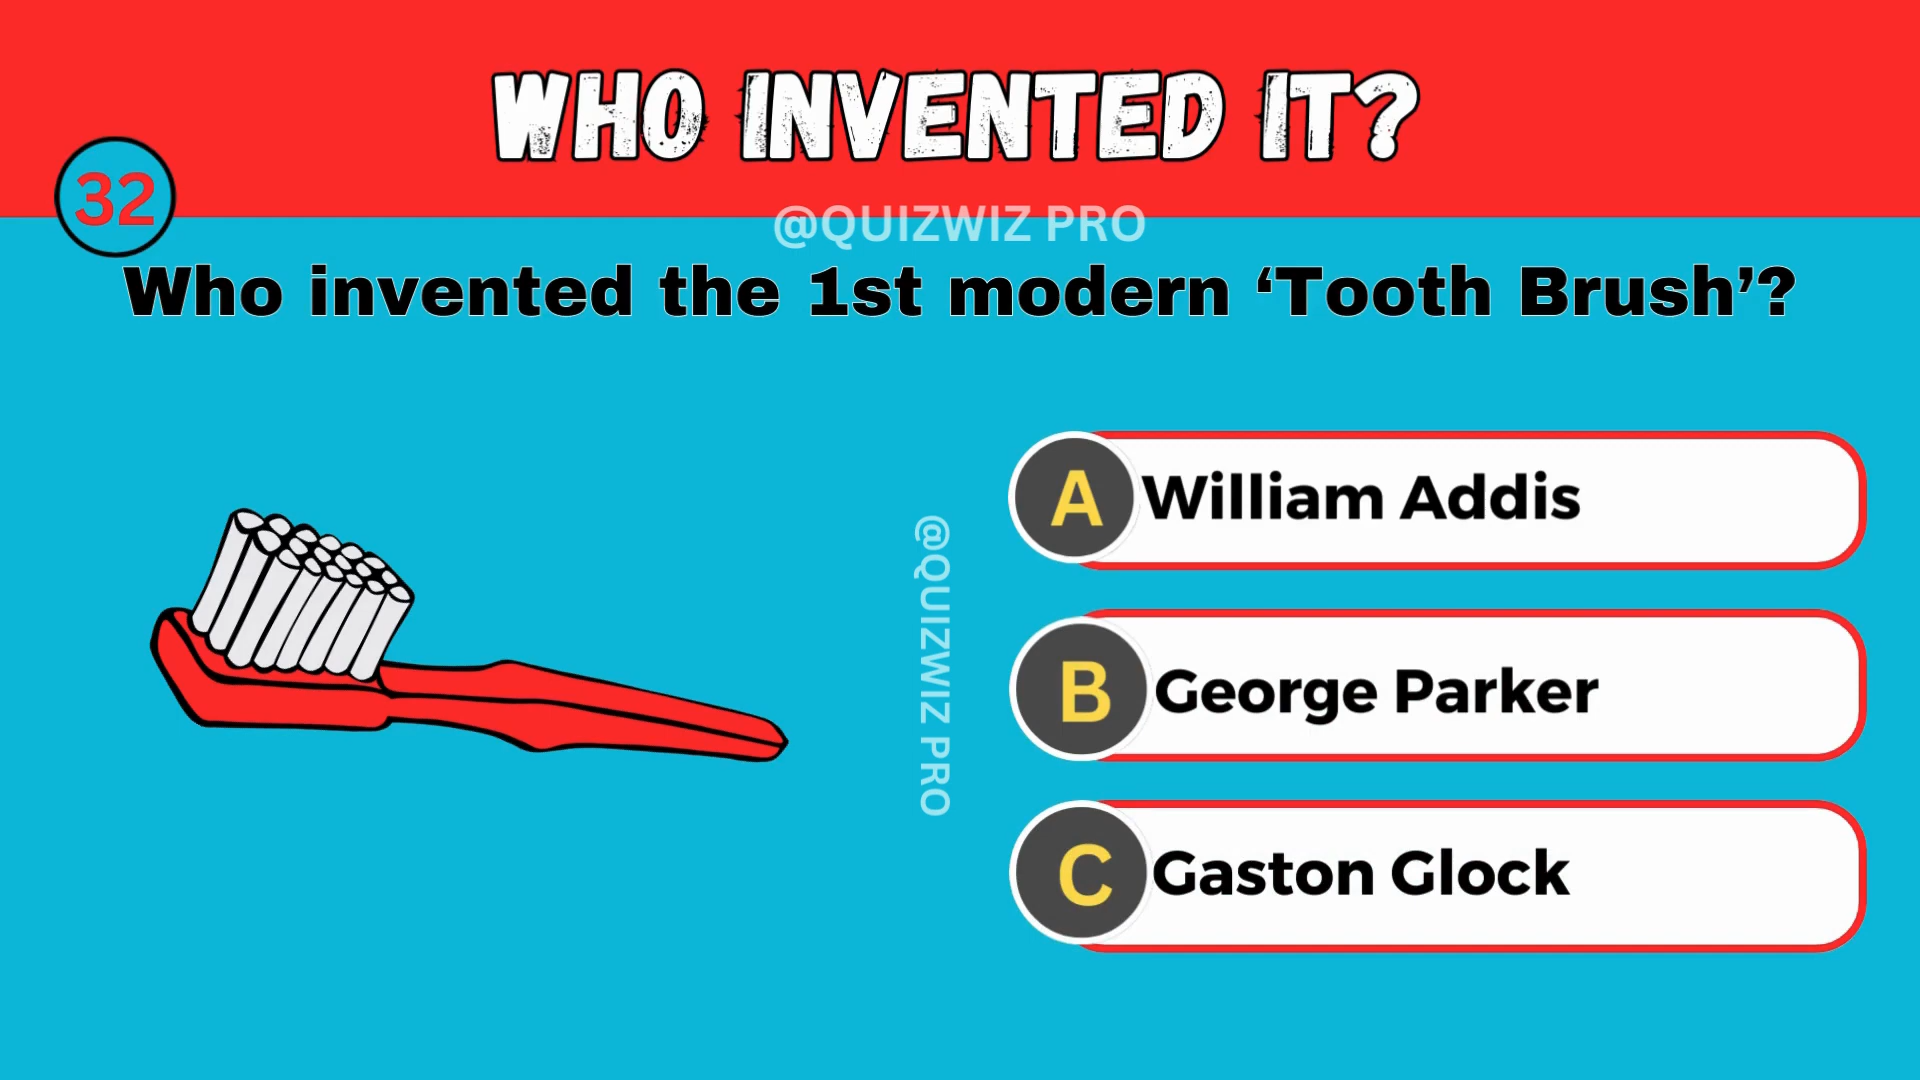 WHO INVENTED IT?
32
@QUIZWIZ PRO
Who invented the 1st modern ‘Tooth Brush’?
A William Addis
@QUIZWIZ PRO
B George Parker
C Gaston Glock